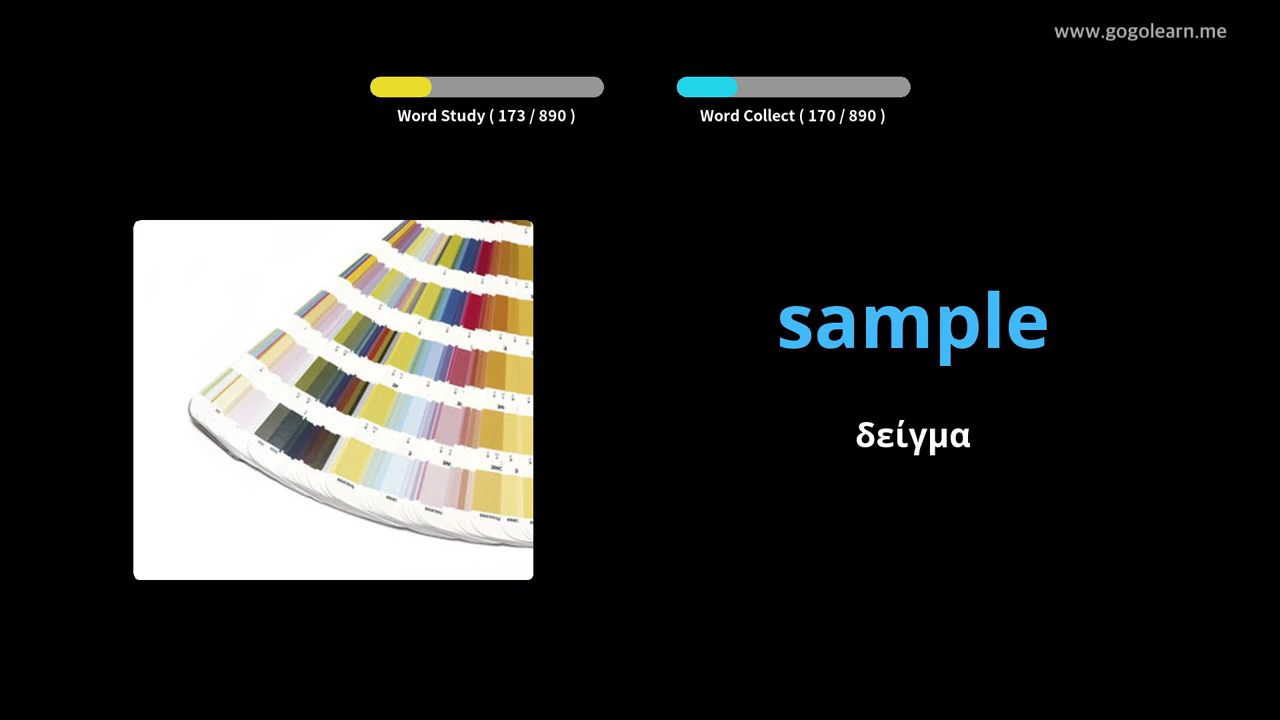 www.gogolearn.me
Word Study ( 173 / 890 )
Word Collect ( 170 / 890 )
sample
δείγμα